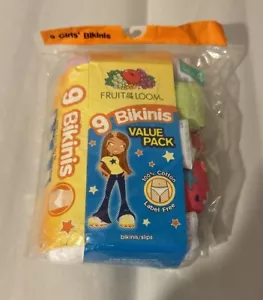 9 Girls' Bikinis
FRUIT OF THE LOOM®
9 Bikinis
9 Bikinis
VALUE
PACK
100% Cotton
Label Free
bikinis/slips